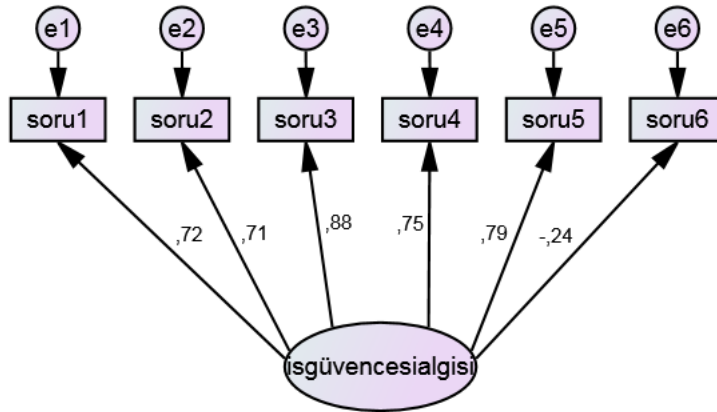 e1 e2 e3 e4 e5 e6
soru1 soru2 soru3 soru4 soru5 soru6
,72 ,71 ,88 ,75 ,79 -,24
isgüvencesialgisi